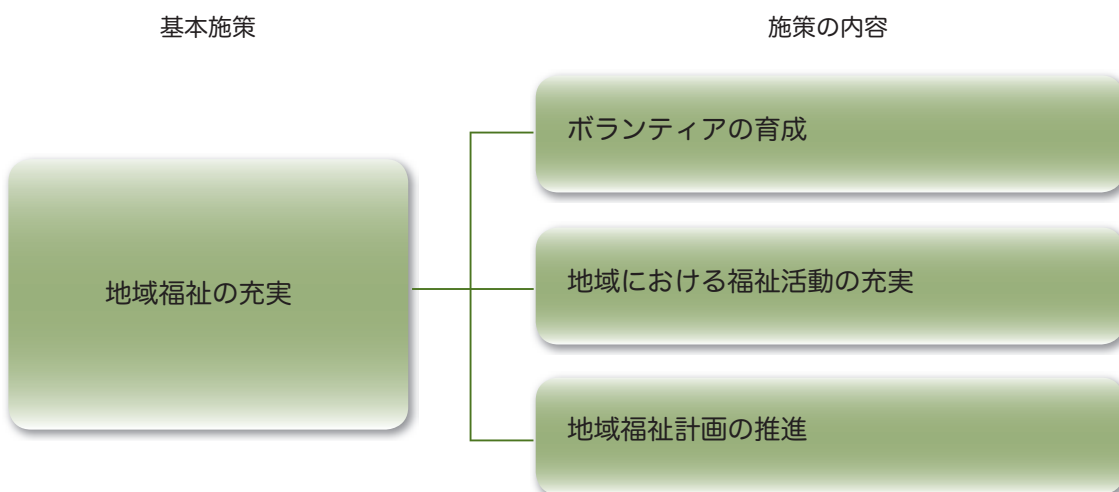 基本施策
施策の内容
ボランティアの育成
地域福祉の充実
地域における福祉活動の充実
地域福祉計画の推進